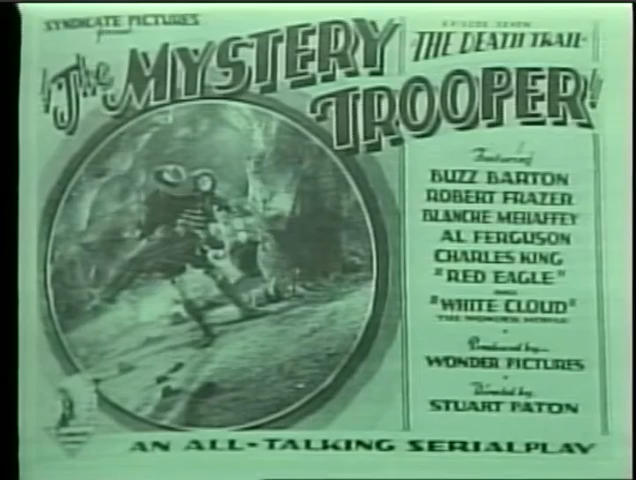 SYNDICATE PICTURES
present
"The MYSTERY TROOPER"
EPISODE SEVEN
"THE DEATH TRAIL"
Featuring
BUZZ BARTON
ROBERT FRAZER
BLANCHE MEHAFFEY
AL FERGUSON
CHARLES KING
"RED EAGLE"
AND
"WHITE CLOUD"
THE WONDER HORSE
Produced by
WONDER PICTURES
Directed by
STUART PATON
AN ALL-TALKING SERIALPLAY